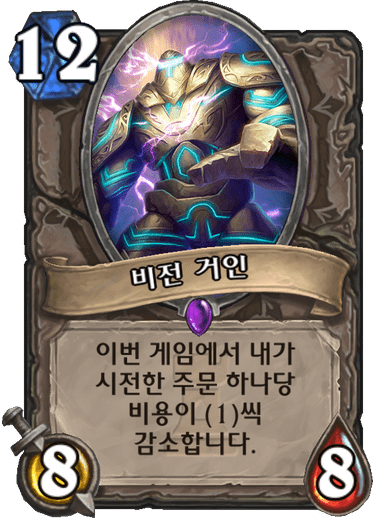 12
비전 거인
이번 게임에서 내가
시전한 주문 하나당
비용이 (1)씩
감소합니다.
8
8